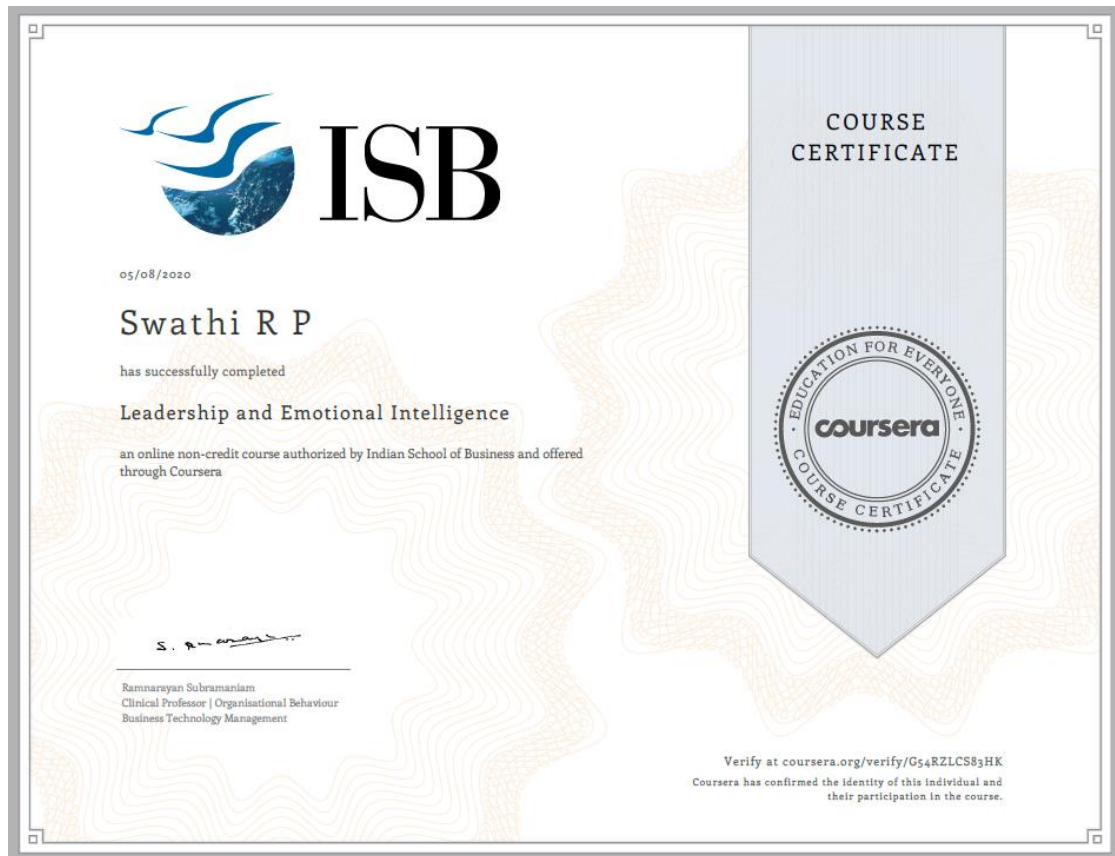 ISB
05/08/2020
Swathi R P
has successfully completed
Leadership and Emotional Intelligence
an online non-credit course authorized by Indian School of Business and offered
through Coursera
Ramnarayan Subramaniam
Clinical Professor | Organisational Behaviour
Business Technology Management
COURSE
CERTIFICATE
EDUCATION FOR EVERYONE
coursera
COURSE CERTIFICATE
Verify at coursera.org/verify/G54RZLCS83HK
Coursera has confirmed the identity of this individual and
their participation in the course.